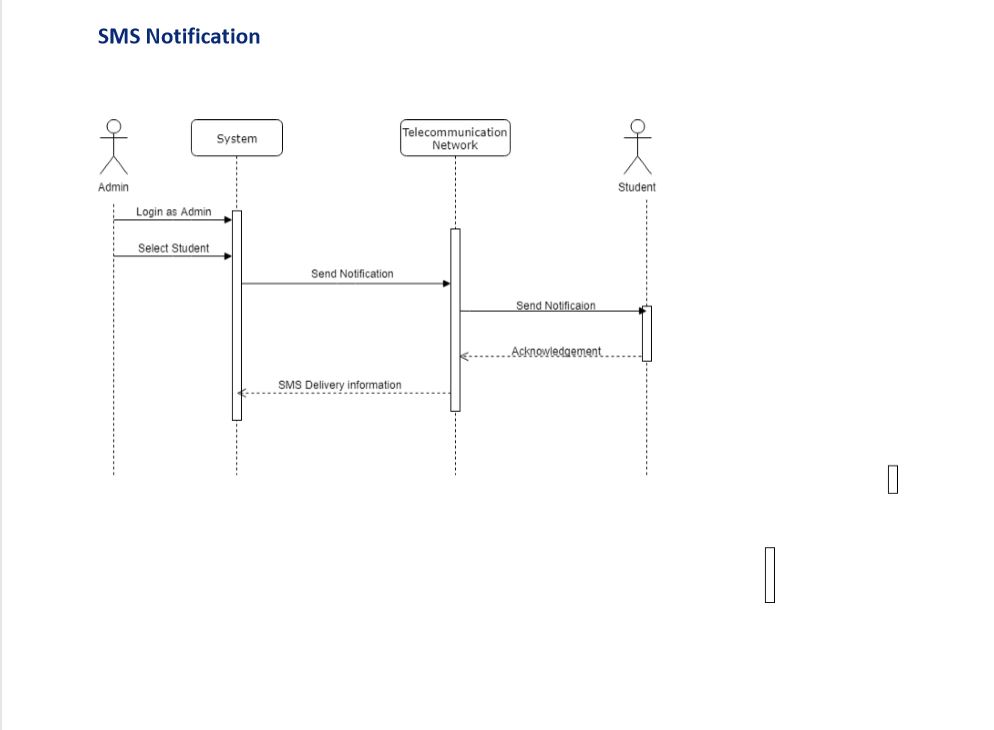 SMS Notification
System
Telecommunication
Network
Admin
Student
Login as Admin
Select Student
Send Notification
Send Notificaion
Acknowledgement
SMS Delivery information